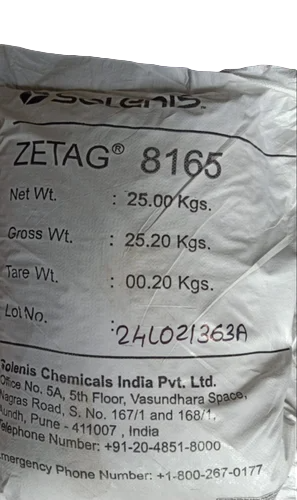 Solenis
ZETAG® 8165
Net Wt. : 25.00 Kgs.
Gross Wt. : 25.20 Kgs.
Tare Wt. : 00.20 Kgs.
Lot No. : 24L021363A
Solenis Chemicals India Pvt. Ltd.
Office No. 5A, 5th Floor, Vasundhara Space,
Nagras Road, S. No. 167/1 and 168/1,
Aundh, Pune - 411007 , India
Telephone Number: +91-20-4851-8000
Emergency Phone Number: +1-800-267-0177